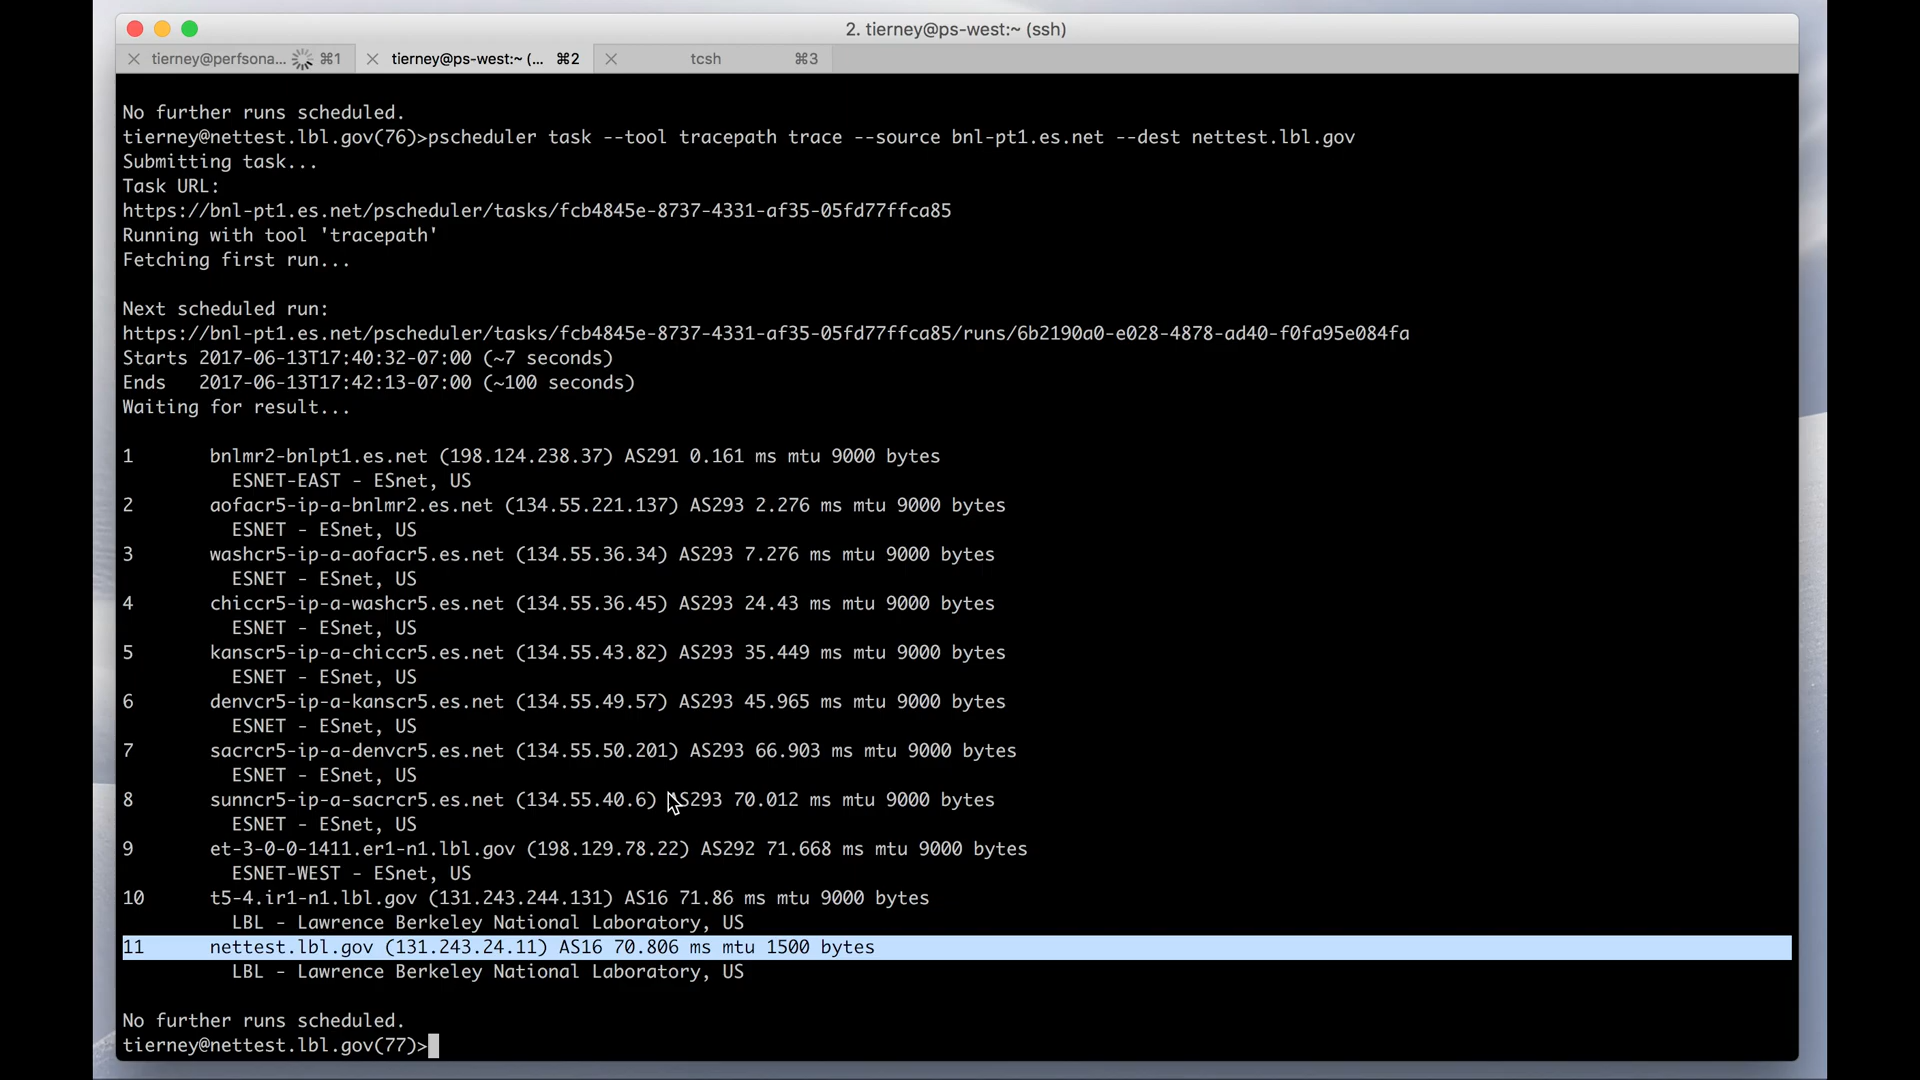 2. tierney@ps-west:~ (ssh)
tierney@perfsona... ⌘1 tierney@ps-west:~ (... ⌘2 tcsh ⌘3
No further runs scheduled.
tierney@nettest.lbl.gov(76)>pscheduler task --tool tracepath trace --source bnl-pt1.es.net --dest nettest.lbl.gov
Submitting task...
Task URL:
https://bnl-pt1.es.net/pscheduler/tasks/fcb4845e-8737-4331-af35-05fd77ffca85
Running with tool 'tracepath'
Fetching first run...
Next scheduled run:
https://bnl-pt1.es.net/pscheduler/tasks/fcb4845e-8737-4331-af35-05fd77ffca85/runs/6b2190a0-e028-4878-ad40-f0fa95e084fa
Starts 2017-06-13T17:40:32-07:00 (~7 seconds)
Ends   2017-06-13T17:42:13-07:00 (~100 seconds)
Waiting for result...
1       bnlmr2-bnlpt1.es.net (198.124.238.37) AS291 0.161 ms mtu 9000 bytes
ESNET-EAST - ESnet, US
2       aofacr5-ip-a-bnlmr2.es.net (134.55.221.137) AS293 2.276 ms mtu 9000 bytes
ESNET - ESnet, US
3       washcr5-ip-a-aofacr5.es.net (134.55.36.34) AS293 7.276 ms mtu 9000 bytes
ESNET - ESnet, US
4       chiccr5-ip-a-washcr5.es.net (134.55.36.45) AS293 24.43 ms mtu 9000 bytes
ESNET - ESnet, US
5       kanscr5-ip-a-chiccr5.es.net (134.55.43.82) AS293 35.449 ms mtu 9000 bytes
ESNET - ESnet, US
6       denvcr5-ip-a-kanscr5.es.net (134.55.49.57) AS293 45.965 ms mtu 9000 bytes
ESNET - ESnet, US
7       sacrcr5-ip-a-denvcr5.es.net (134.55.50.201) AS293 66.903 ms mtu 9000 bytes
ESNET - ESnet, US
8       sunncr5-ip-a-sacrcr5.es.net (134.55.40.6) AS293 70.012 ms mtu 9000 bytes
ESNET - ESnet, US
9       et-3-0-0-1411.er1-n1.lbl.gov (198.129.78.22) AS292 71.668 ms mtu 9000 bytes
ESNET-WEST - ESnet, US
10      t5-4.ir1-n1.lbl.gov (131.243.244.131) AS16 71.86 ms mtu 9000 bytes
LBL - Lawrence Berkeley National Laboratory, US
11      nettest.lbl.gov (131.243.24.11) AS16 70.806 ms mtu 1500 bytes
LBL - Lawrence Berkeley National Laboratory, US
No further runs scheduled.
tierney@nettest.lbl.gov(77)>